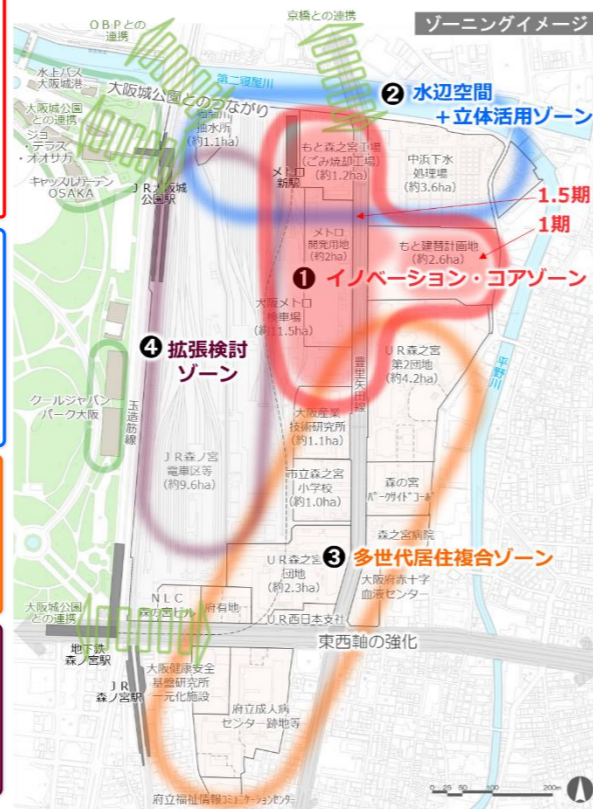 ゾーニングイメージ
OBPとの
連携
京橋との連携
水上バス
大阪城港
大阪城公園とのつながり
第二寝屋川
❷ 水辺空間
+立体活用ゾーン
大阪城公園
との連携
ジョー
・テラス
・オオサカ
キャッスルガーデン
OSAKA
JR大阪城
公園駅
抽水所
(約1.1ha)
もと森之宮工場
(ごみ焼却工場)
(約1.2ha)
中浜下水
処理場
(約3.6ha)
メトロ
新駅
1.5期
1期
メトロ
開発用地
(約2ha)
もと建替計画地
(約2.6ha)
❶ イノベーション・コアゾーン
大阪メトロ
検車場
(約11.5ha)
❹ 拡張検討
ゾーン
豊里矢田線
平野川
UR森之宮
第2団地
(約4.2ha)
クールジャパン
パーク大阪
玉造筋線
大阪産業
技術研究所
(約1.1ha)
JR森ノ宮
電車区等
(約9.6ha)
市立森之宮
小学校
(約1.0ha)
森の宮
パークサイドコーポ
森之宮病院
❸ 多世代居住複合ゾーン
UR森之宮
団地
(約2.3ha)
大阪府赤十字
血液センター
NLC
森の宮ビル
府有地
UR西日本支社
大阪城公園
との連携
東西軸の強化
地下鉄
森ノ宮駅
JR
森ノ宮駅
大阪健康安全
基盤研究所
一元化施設
府立成人病
センター跡地等
府立福祉情報コミュニケーションセンター
0 25 50 100 200m